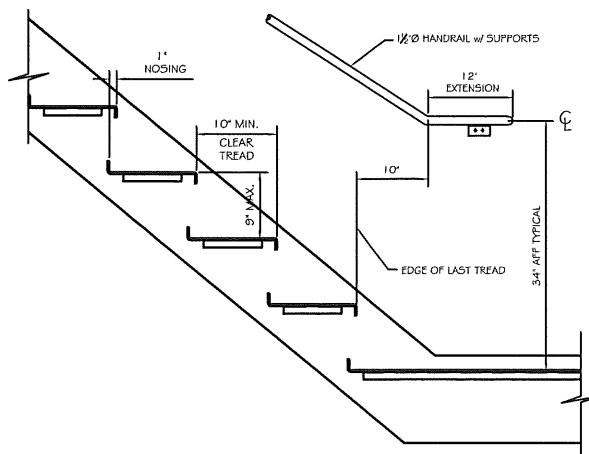 1"
NOSING
1½"Ø HANDRAIL w/ SUPPORTS
12"
EXTENSION
CL
10" MIN.
CLEAR
TREAD
9" MAX.
10"
EDGE OF LAST TREAD
34" AFF TYPICAL